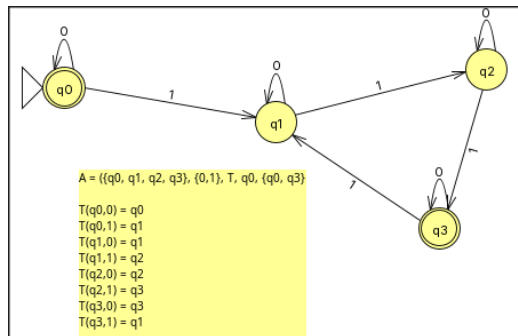 0
0
0
q0
q2
1
1
q1
1
1
0
q3
A = ({q0, q1, q2, q3}, {0,1}, T, q0, {q0, q3}
T(q0,0) = q0
T(q0,1) = q1
T(q1,0) = q1
T(q1,1) = q2
T(q2,0) = q2
T(q2,1) = q3
T(q3,0) = q3
T(q3,1) = q1